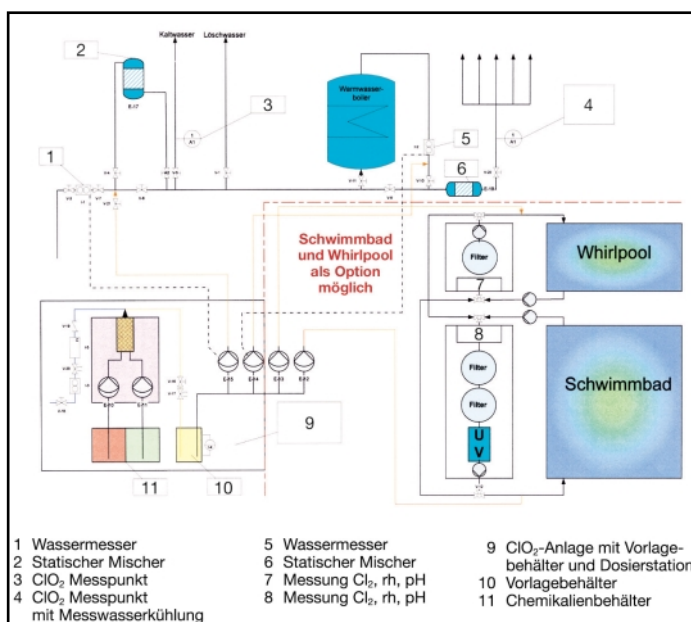 Kaltwasser
Löschwasser
2
3
Warmwasser-
boiler
5
4
1
6
Schwimmbad
und Whirlpool
als Option
möglich
Filter
7
Whirlpool
8
Filter
Filter
U
V
Schwimmbad
9
11
10
1 Wassermesser
2 Statischer Mischer
3 ClO₂ Messpunkt
4 ClO₂ Messpunkt
mit Messwasserkühlung
5 Wassermesser
6 Statischer Mischer
7 Messung Cl₂, rh, pH
8 Messung Cl₂, rh, pH
9 ClO₂-Anlage mit Vorlage-
behälter und Dosierstation
10 Vorlagebehälter
11 Chemikalienbehälter